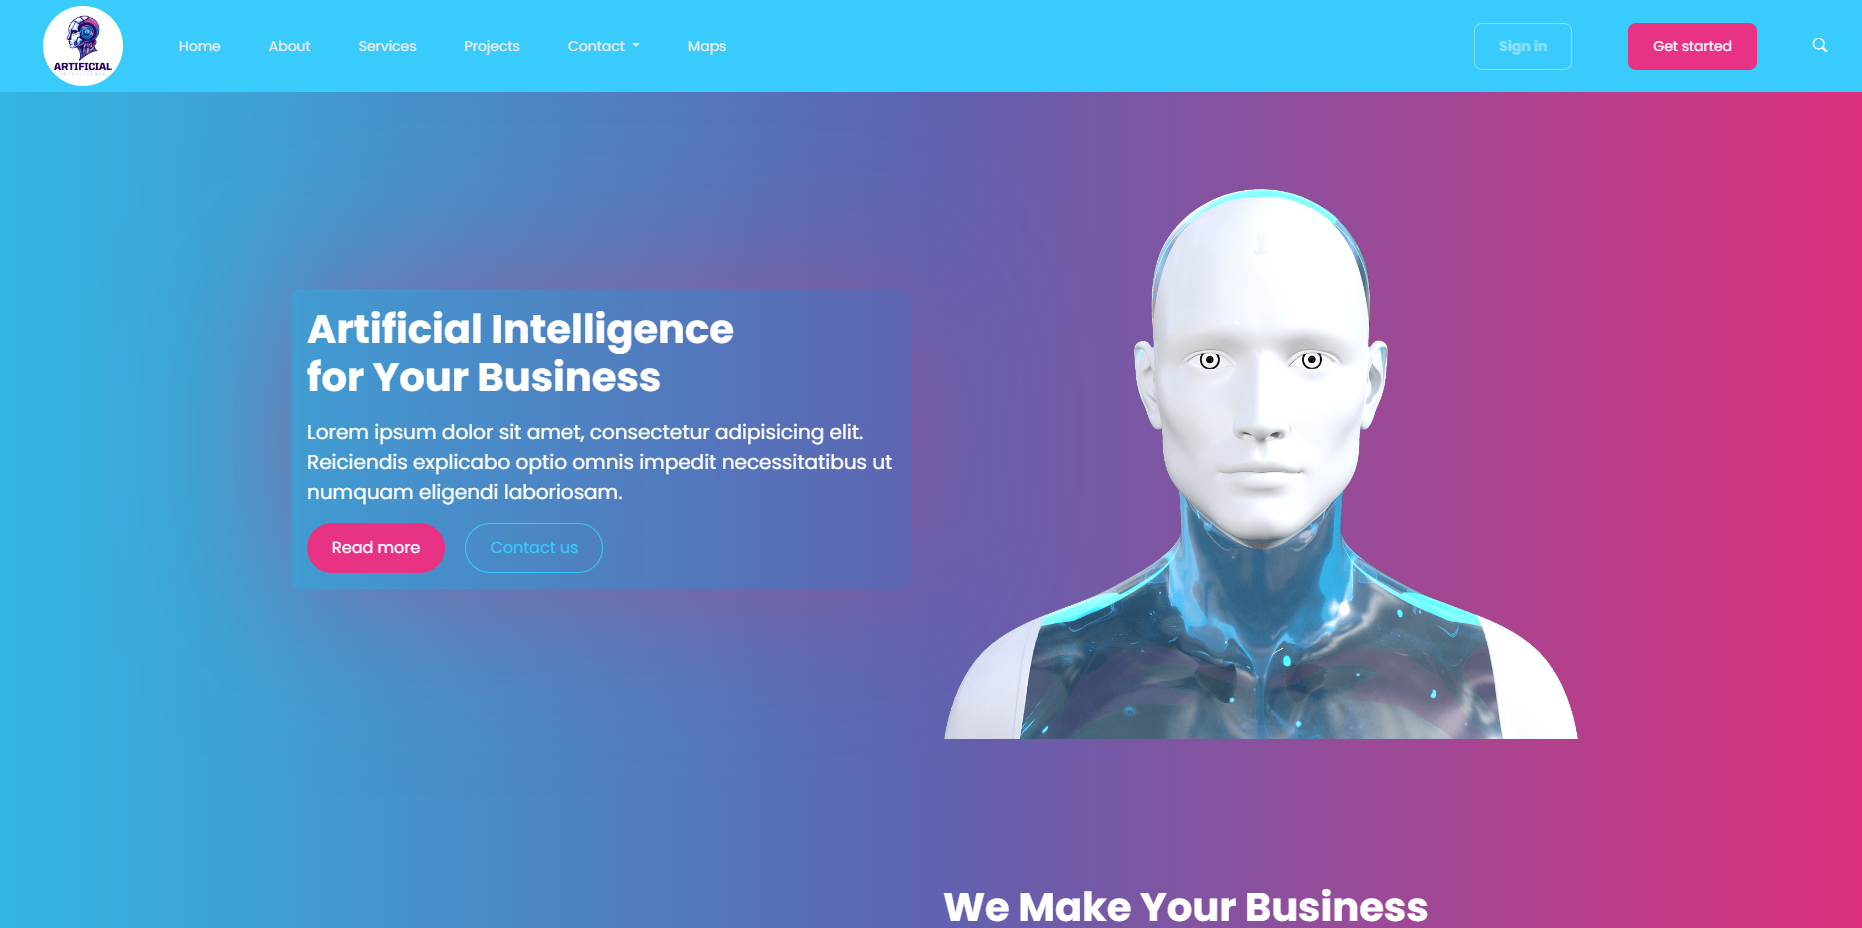 ARTIFICIAL
INTELLIGENCE
Home
About
Services
Projects
Contact
Maps
Sign in
Get started
Artificial Intelligence
for Your Business
Lorem ipsum dolor sit amet, consectetur adipisicing elit.
Reiciendis explicabo optio omnis impedit necessitatibus ut
numquam eligendi laboriosam.
Read more
Contact us
We Make Your Business